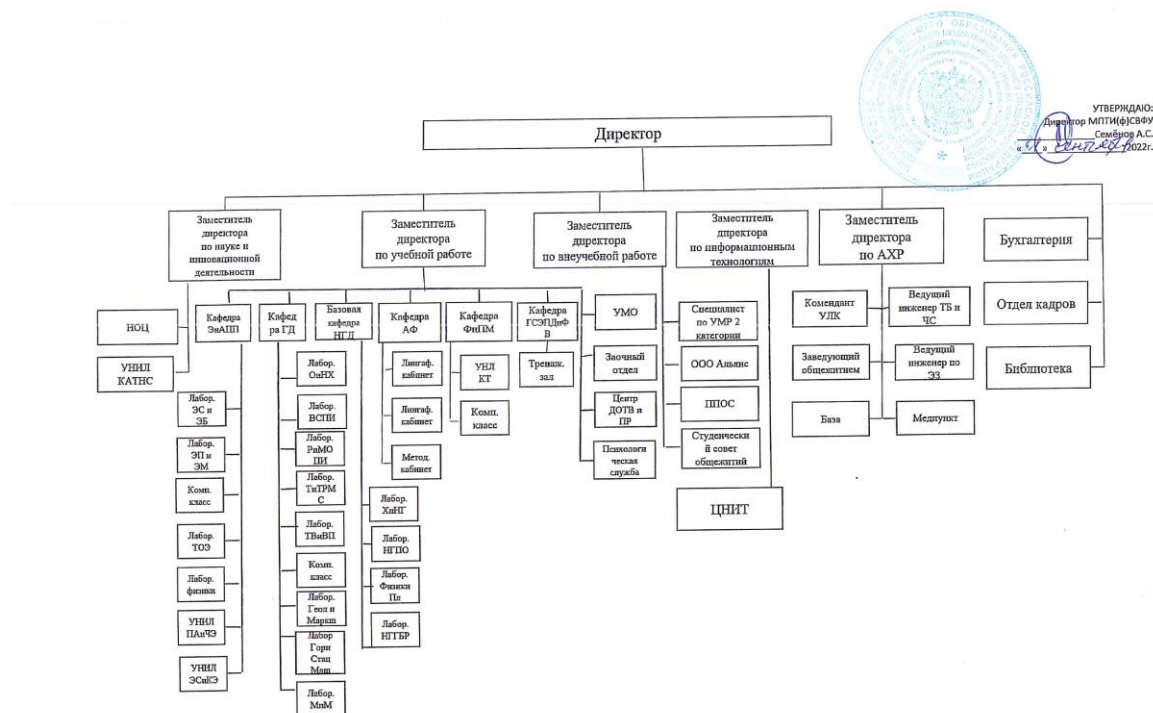 УТВЕРЖДАЮ:
Директор МПТИ(ф)СВФУ
Семёнов А.С.
2022г.
Директор
Заместитель
директора
по науке и
инновационной
деятельности
Заместитель
директора
по учебной работе
Заместитель
директора
по внеучебной работе
Заместитель
директора
по информационным
технологиям
Заместитель
директора
по АХР
Бухгалтерия
Отдел кадров
Библиотека
НОЦ
УНИЛ
КАТНС
Кафедра
ЭиАПП
Кафед
ра ГД
Базовая
кафедра
НГД
Кафедра
АФ
Кафедра
ФиПМ
Кафедра
ГСЭПДиФ
В
УМО
Заочный
отдел
Центр
ДОТВ и
ПР
Психологи
ческая
служба
Специалист
по УМР 2
категории
ООО Альянс
ППОС
Студенчески
й совет
общежитий
ЦНИТ
Комендант
УЛК
Ведущий
инженер ТБ и
ЧС
Заведующий
общежитием
Ведущий
инженер по
ЭЗ
База
Медпункт
Лабор.
ЭС и
ЭБ
Лабор.
ЭП и
ЭМ
Комп.
класс
Лабор.
ТОЭ
Лабор.
физики
УНИЛ
ПАиЧЭ
УНИЛ
ЭСиКЭ
Лабор.
ОиНХ
Лабор.
ВСПИ
Лабор.
РиМО
ПИ
Лабор.
ТиТРМ
С
Лабор.
ТВиВП
Комп.
класс
Лабор.
Геол и
Маркш
Лабор
Горн
Стац
Маш
Лабор.
МиМ
Лабор.
ХиНГ
Лабор.
НГПО
Лабор.
Физики
Пл
Лабор.
НГГБР
Лингаф.
кабинет
Лингаф.
кабинет
Метод.
кабинет
УНЛ
КТ
Комп.
класс
Тренаж.
зал